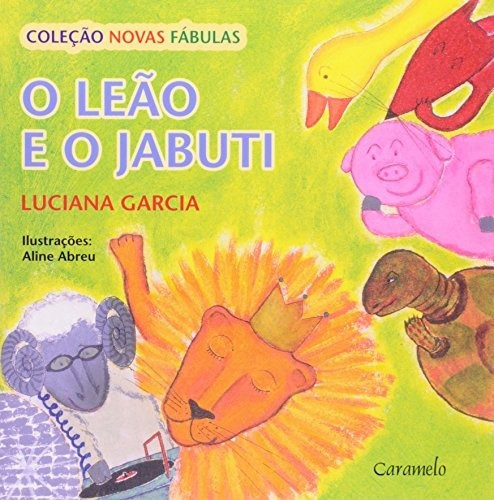 COLEÇÃO NOVAS FÁBULAS
O LEÃO
E O JABUTI
LUCIANA GARCIA
Ilustrações:
Aline Abreu
Caramelo